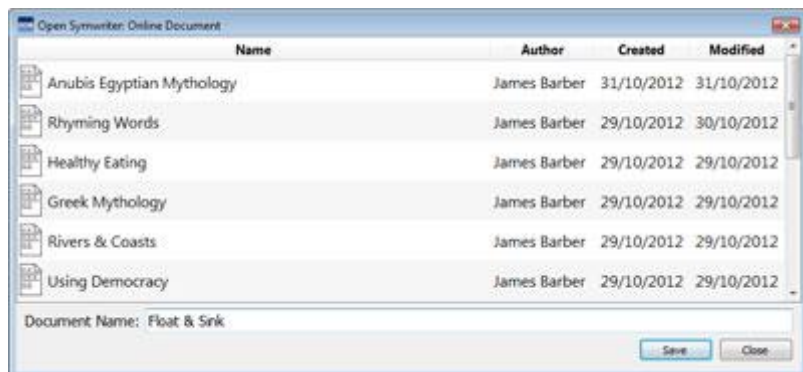 Open Symwriter: Online Document
Name Author Created Modified
Anubis Egyptian Mythology James Barber 31/10/2012 31/10/2012
Rhyming Words James Barber 29/10/2012 30/10/2012
Healthy Eating James Barber 29/10/2012 29/10/2012
Greek Mythology James Barber 29/10/2012 29/10/2012
Rivers & Coasts James Barber 29/10/2012 29/10/2012
Using Democracy James Barber 29/10/2012 29/10/2012
Document Name: Float & Sink
Save Close